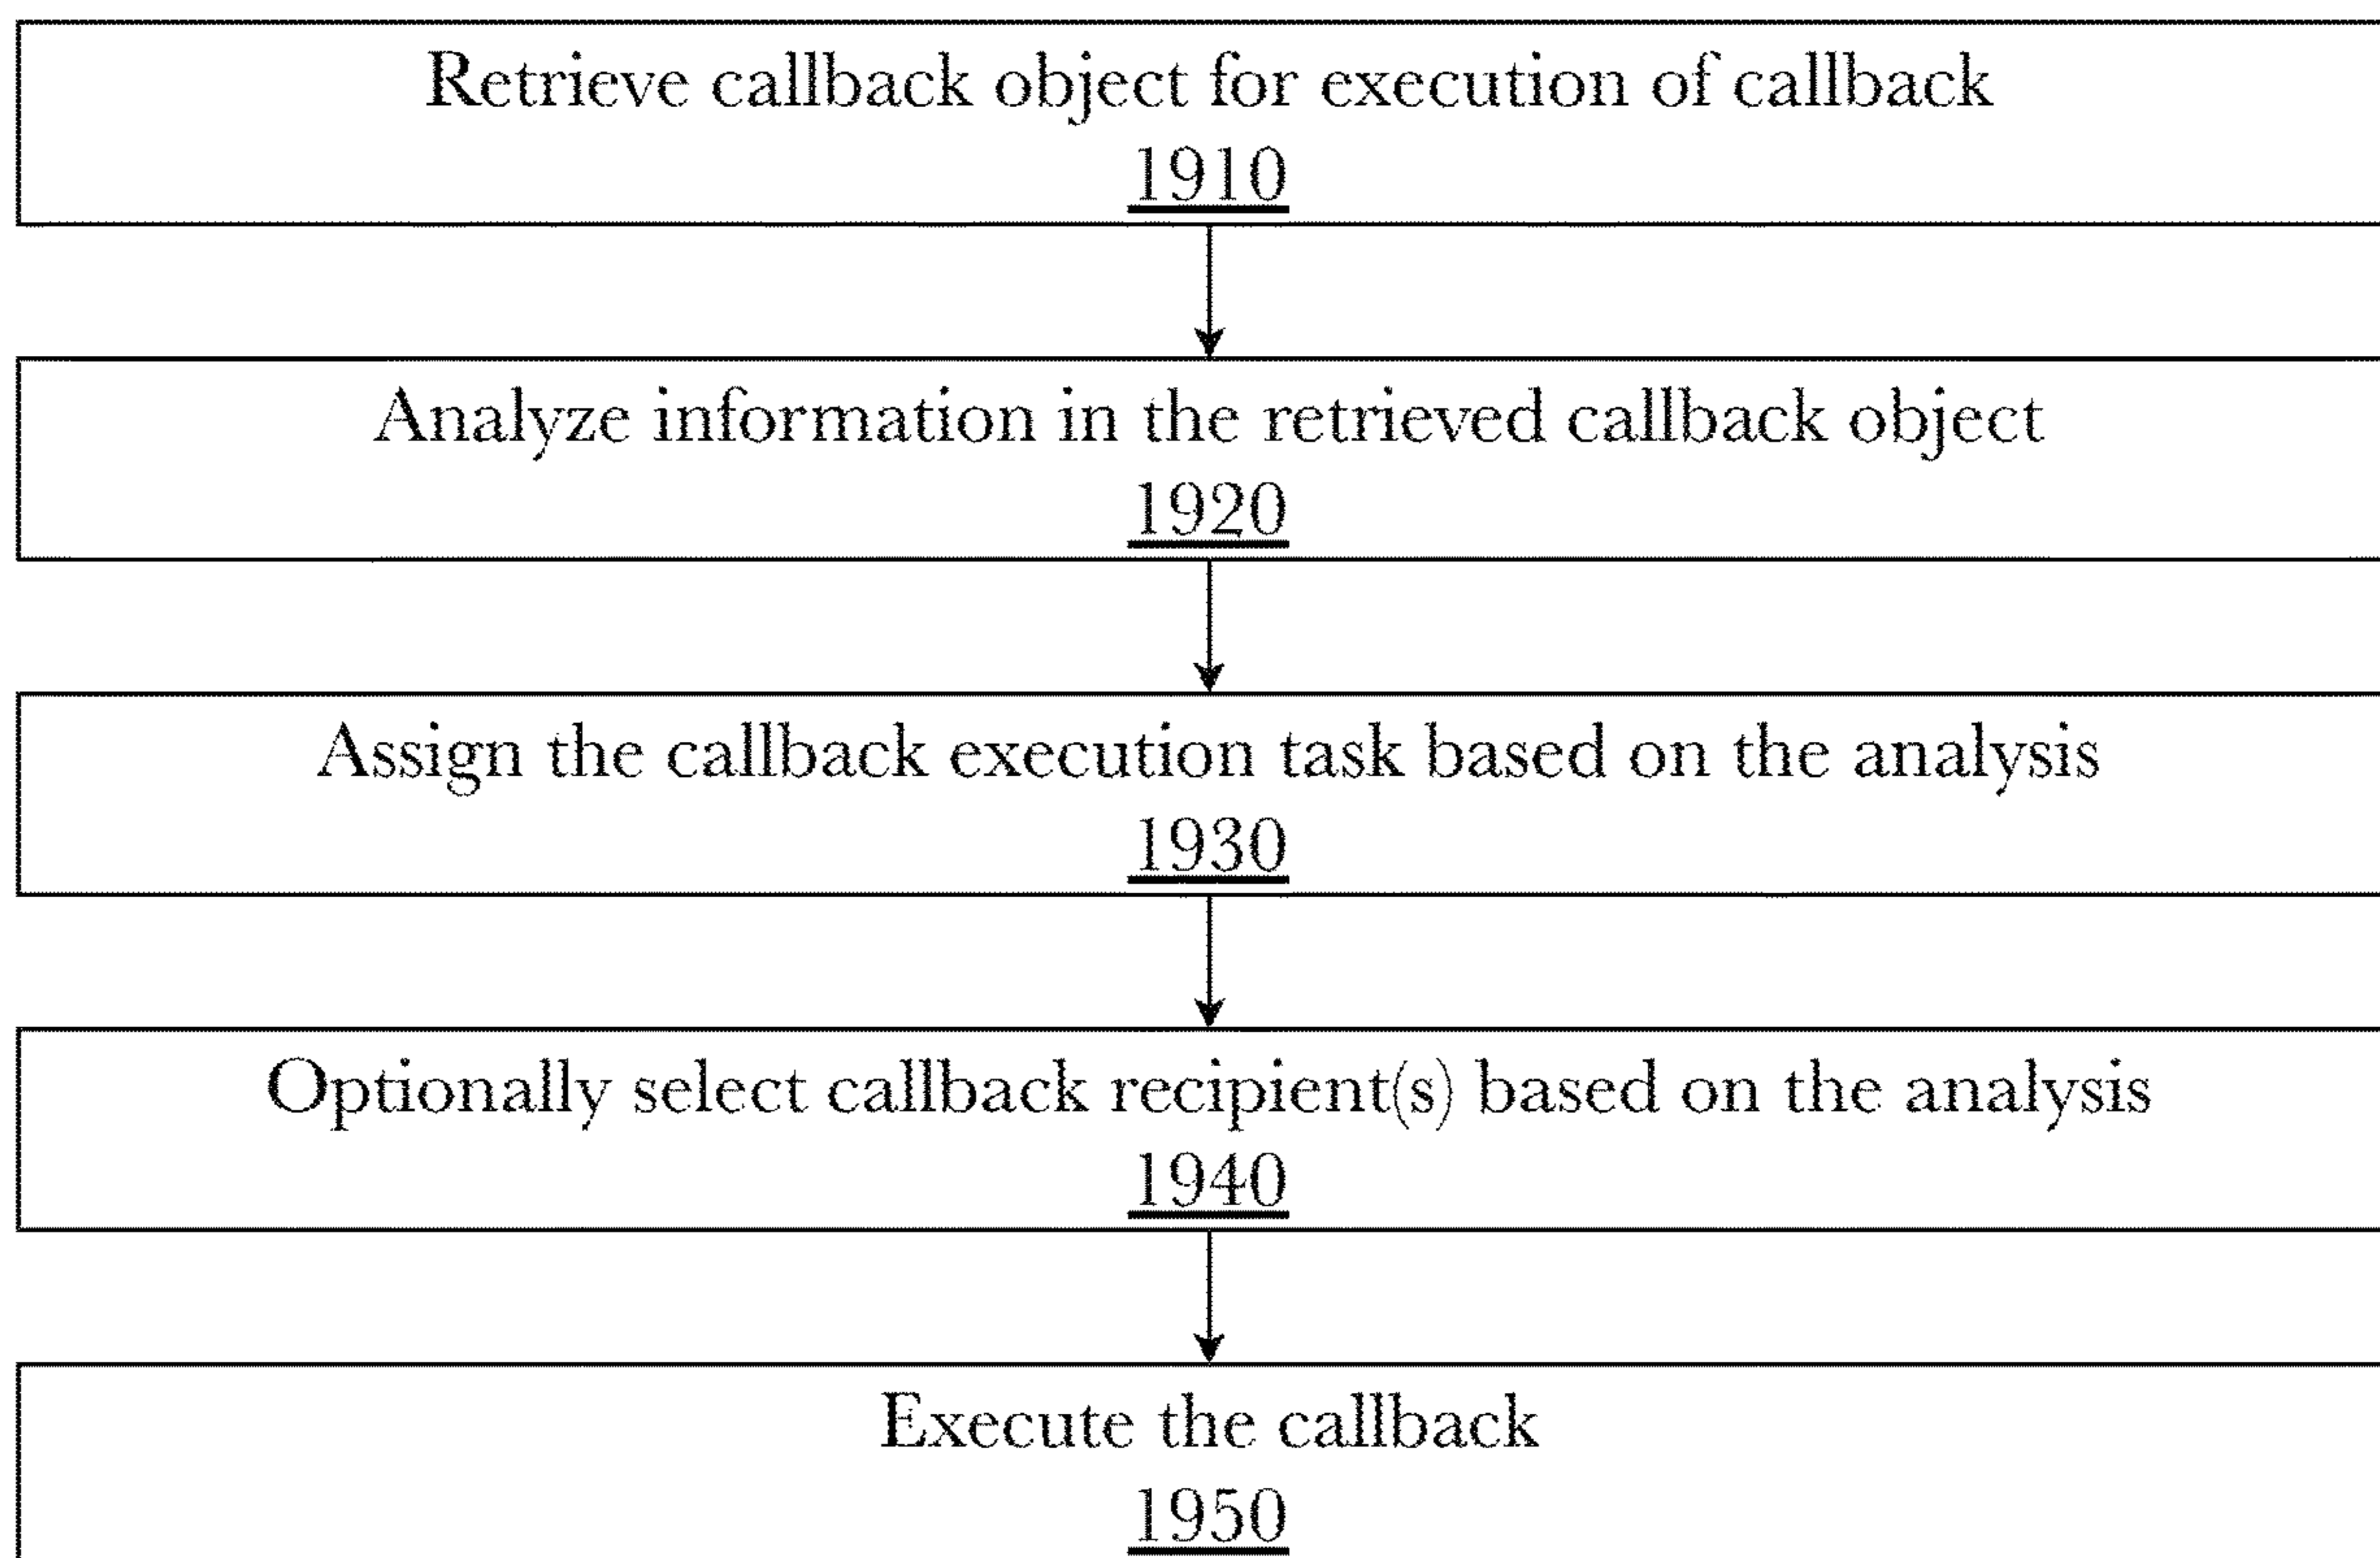 Retrieve callback object for execution of callback
1910
Analyze information in the retrieved callback object
1920
Assign the callback execution task based on the analysis
1930
Optionally select callback recipient(s) based on the analysis
1940
Execute the callback
1950